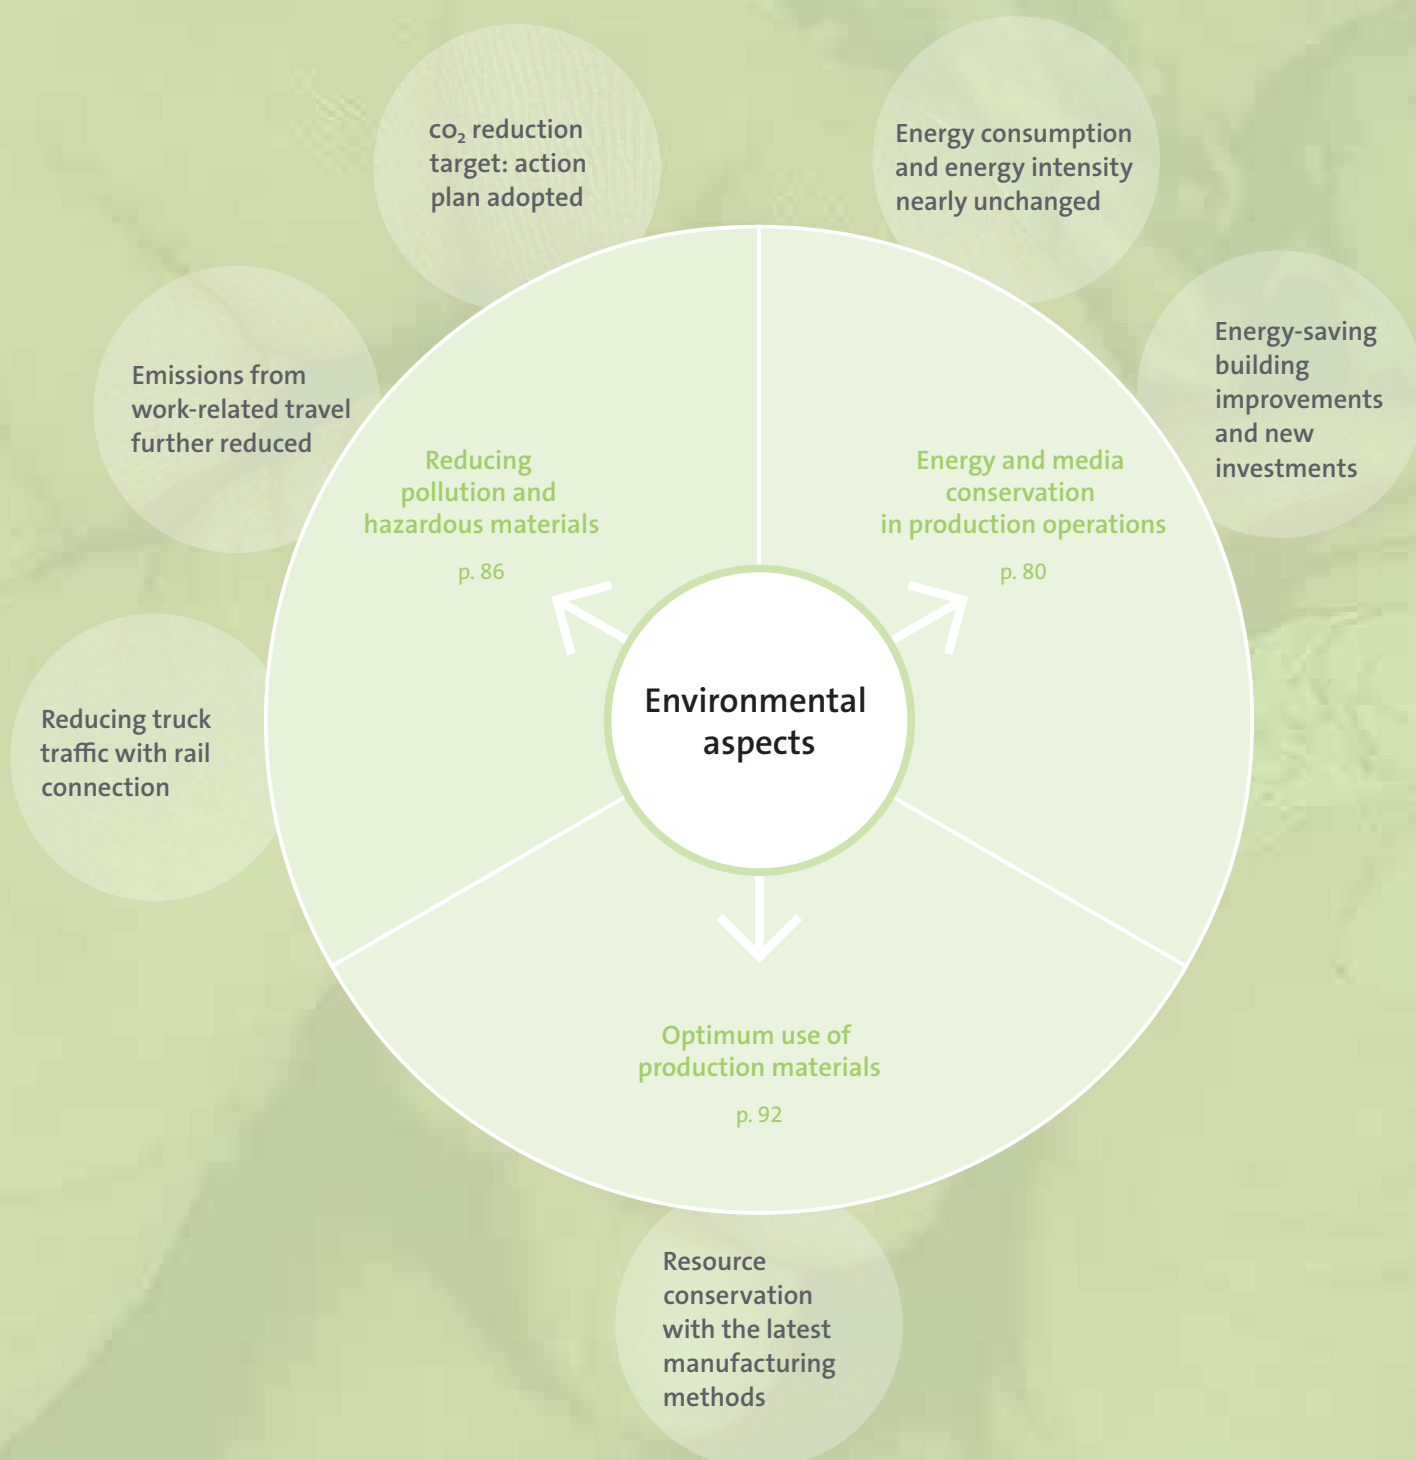 CO₂ reduction
target: action
plan adopted
Energy consumption
and energy intensity
nearly unchanged
Energy-saving
building
improvements
and new
investments
Emissions from
work-related travel
further reduced
Reducing
pollution and
hazardous materials
p. 86
Energy and media
conservation
in production operations
p. 80
Reducing truck
traffic with rail
connection
Environmental
aspects
Optimum use of
production materials
p. 92
Resource
conservation
with the latest
manufacturing
methods